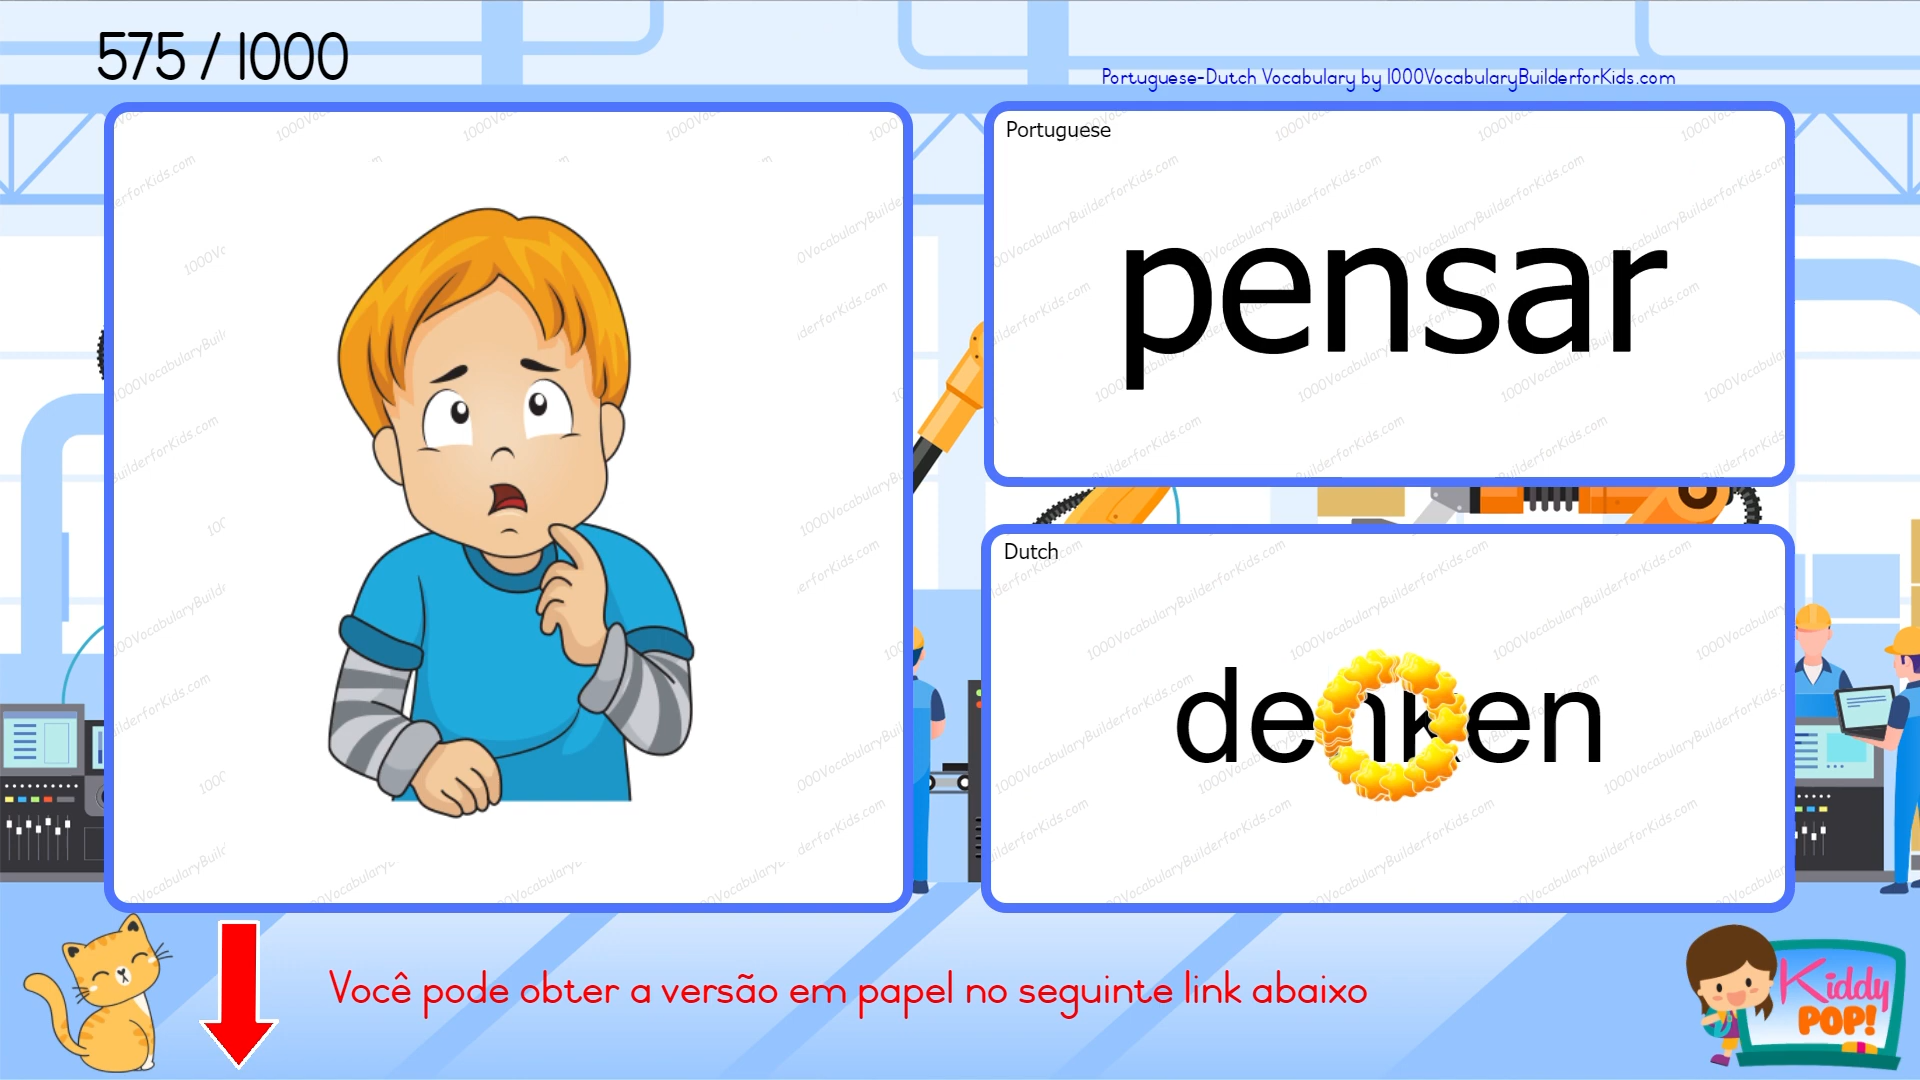 575 / 1000
Portuguese-Dutch Vocabulary by 1000VocabularyBuilderforKids.com
Portuguese
pensar
Dutch
denken
Você pode obter a versão em papel no seguinte link abaixo
Kiddy
POP!